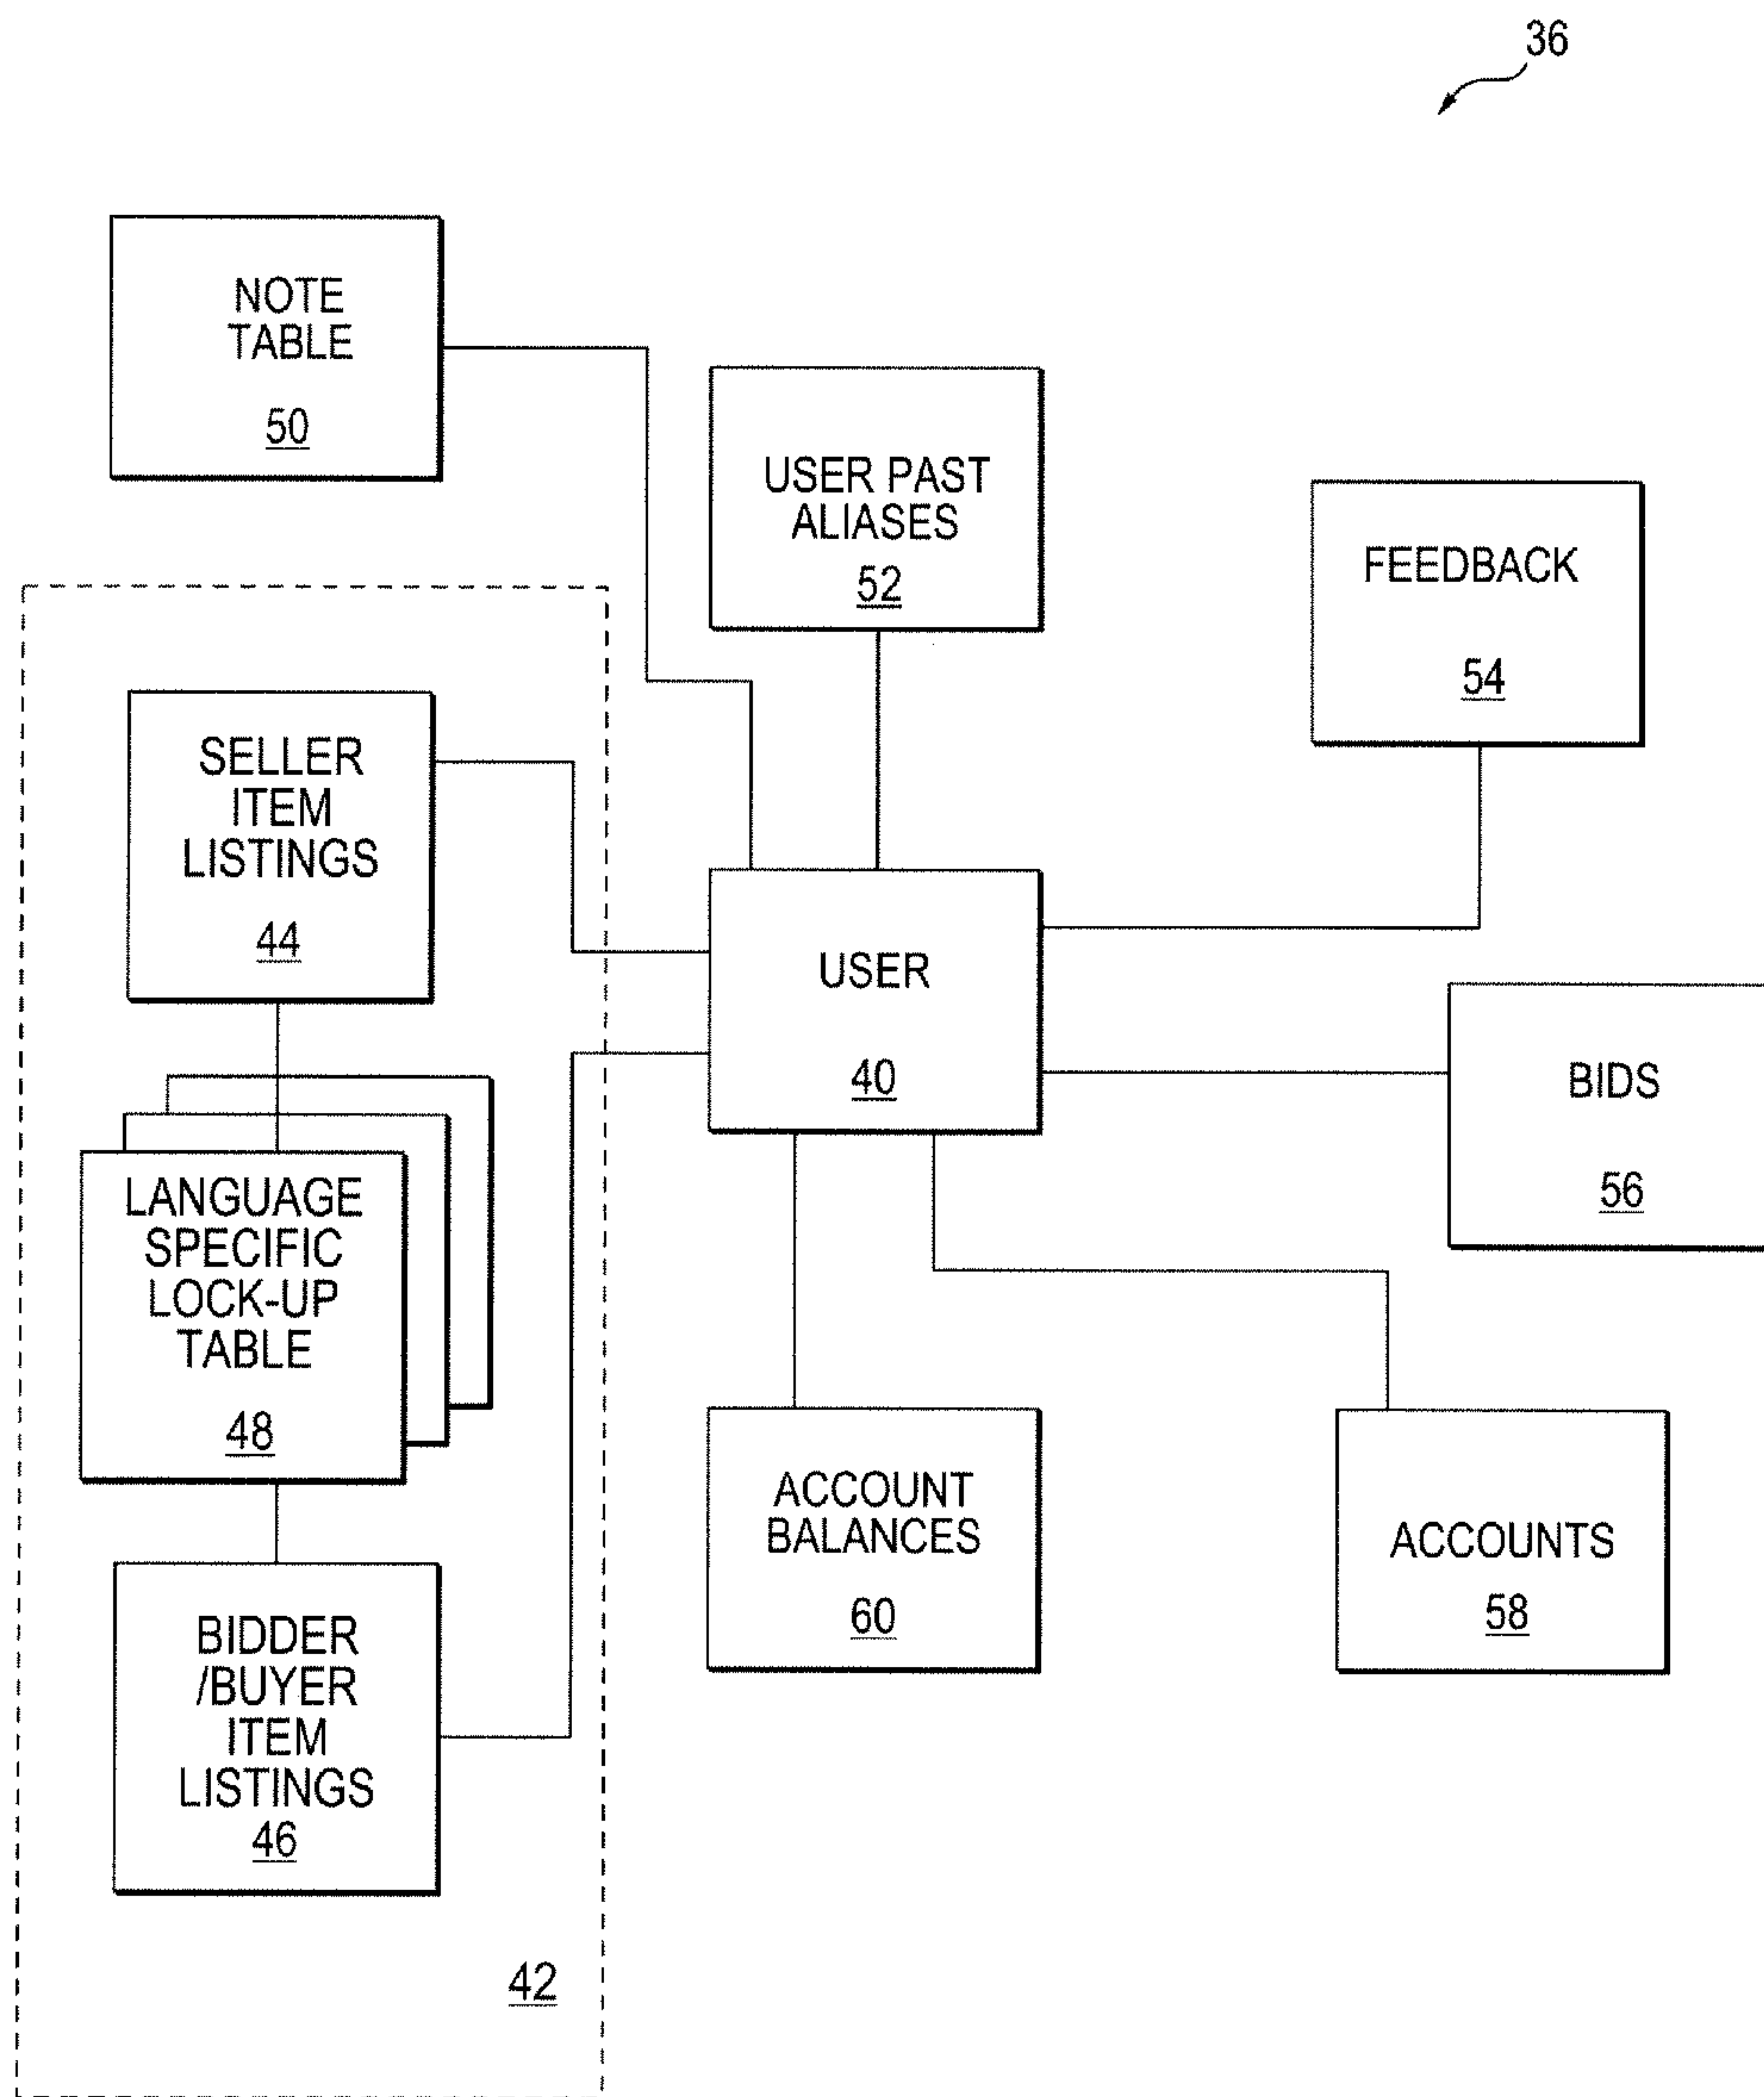 36
NOTE
TABLE
50
USER PAST
ALIASES
52
FEEDBACK
54
SELLER
ITEM
LISTINGS
44
USER
40
BIDS
56
LANGUAGE
SPECIFIC
LOCK-UP
TABLE
48
ACCOUNT
BALANCES
60
ACCOUNTS
58
BIDDER
/BUYER
ITEM
LISTINGS
46
42